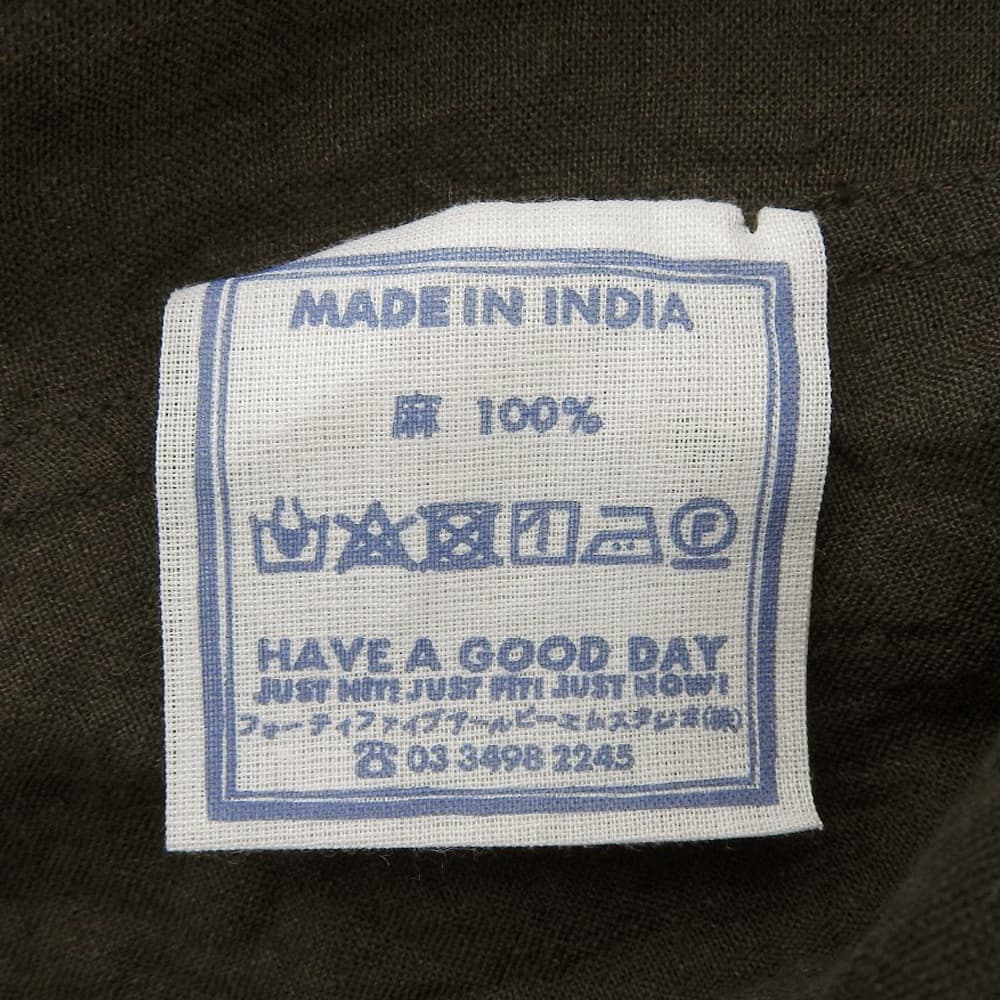 MADE IN INDIA
麻 100%
F
HAVE A GOOD DAY
JUST HIT! JUST FIT! JUST NOW!
フォーティファイブアールピーエムスタジオ(株)
☎ 03 3498 2245